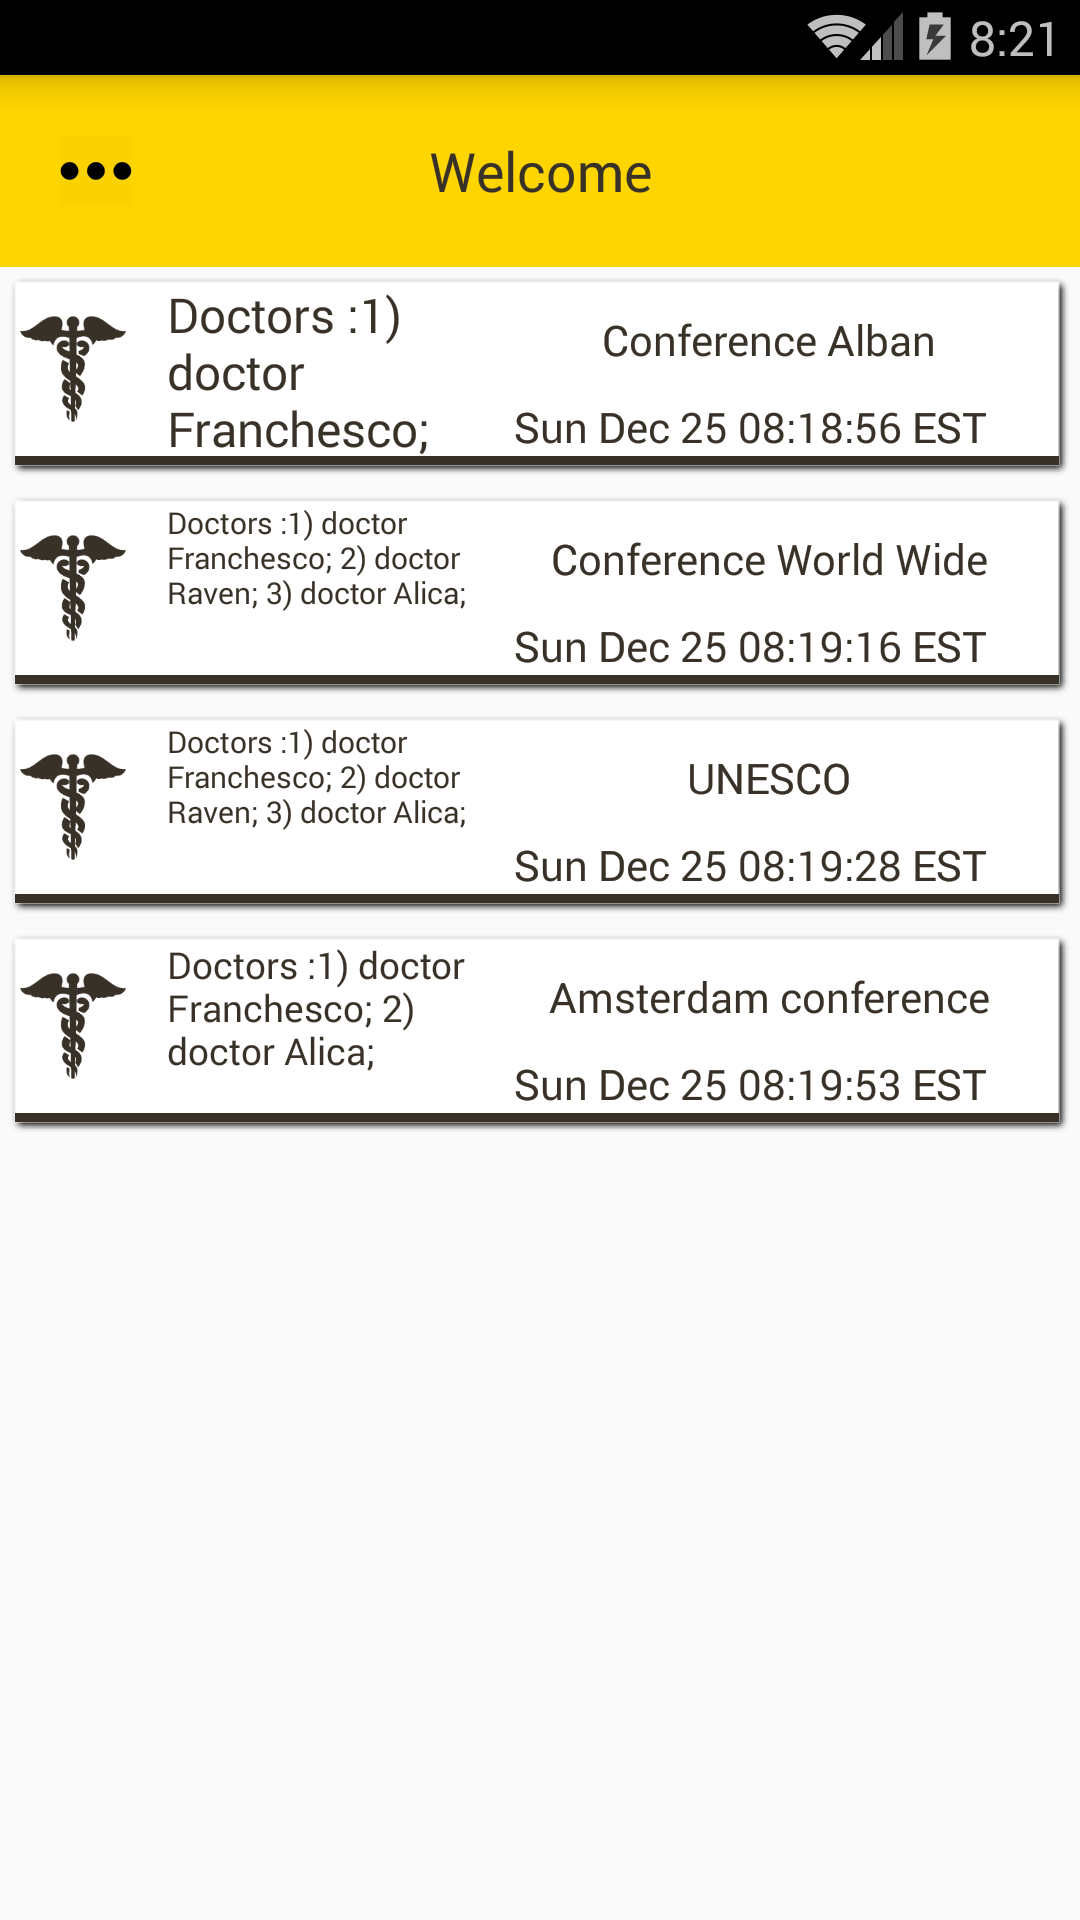 8:21
Welcome
Doctors :1)
doctor
Franchesco;
Conference Alban
Sun Dec 25 08:18:56 EST
Doctors :1) doctor
Franchesco; 2) doctor
Raven; 3) doctor Alica;
Conference World Wide
Sun Dec 25 08:19:16 EST
Doctors :1) doctor
Franchesco; 2) doctor
Raven; 3) doctor Alica;
UNESCO
Sun Dec 25 08:19:28 EST
Doctors :1) doctor
Franchesco; 2)
doctor Alica;
Amsterdam conference
Sun Dec 25 08:19:53 EST